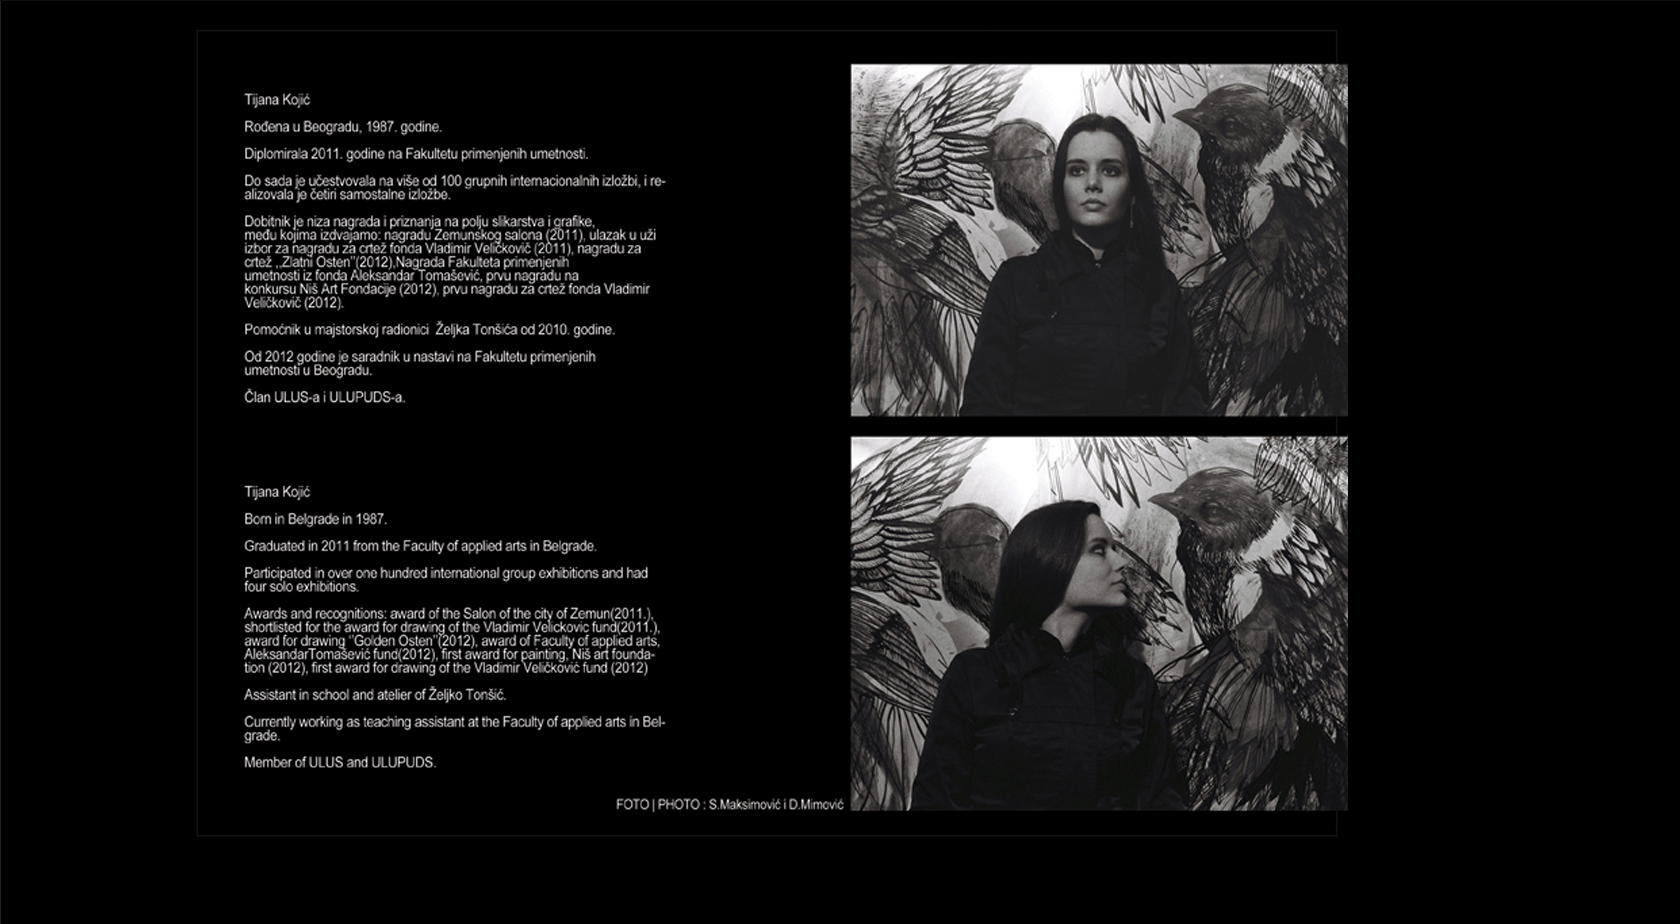 Tijana Kojić
Rođena u Beogradu, 1987. godine.
Diplomirala 2011. godine na Fakultetu primenjenih umetnosti.
Do sada je učestvovala na više od 100 grupnih internacionalnih izložbi, i re-
alizovala je četiri samostalne izložbe.
Dobitnik je niza nagrada i priznanja na polju slikarstva i grafike,
među kojima izdvajamo: nagradu Zemunskog salona (2011), ulazak u uži
izbor za nagradu za crtež fonda Vladimir Veličkovič (2011), nagradu za
crtež ,,Zlatni Osten"(2012),Nagrada Fakulteta primenjenih
umetnosti iz fonda Aleksandar Tomašević, prvu nagradu na
konkursu Niš Art Fondacije (2012), prvu nagradu za crtež fonda Vladimir
Veličkovič (2012).
Pomoćnik u majstorskoj radionici  Željka Tonšića od 2010. godine.
Od 2012 godine je saradnik u nastavi na Fakultetu primenjenih
umetnosti u Beogradu.
Član ULUS-a i ULUPUDS-a.
Tijana Kojić
Born in Belgrade in 1987.
Graduated in 2011 from the Faculty of applied arts in Belgrade.
Participated in over one hundred international group exhibitions and had
four solo exhibitions.
Awards and recognitions: award of the Salon of the city of Zemun(2011.),
shortlisted for the award for drawing of the Vladimir Velickovic fund(2011.),
award for drawing "Golden Osten"(2012), award of Faculty of applied arts,
AleksandarTomašević fund(2012), first award for painting, Niš art founda-
tion (2012), first award for drawing of the Vladimir Veličković fund (2012)
Assistant in school and atelier of Željko Tonšić.
Currently working as teaching assistant at the Faculty of applied arts in Bel-
grade.
Member of ULUS and ULUPUDS.
FOTO | PHOTO : S.Maksimović i D.Mimović